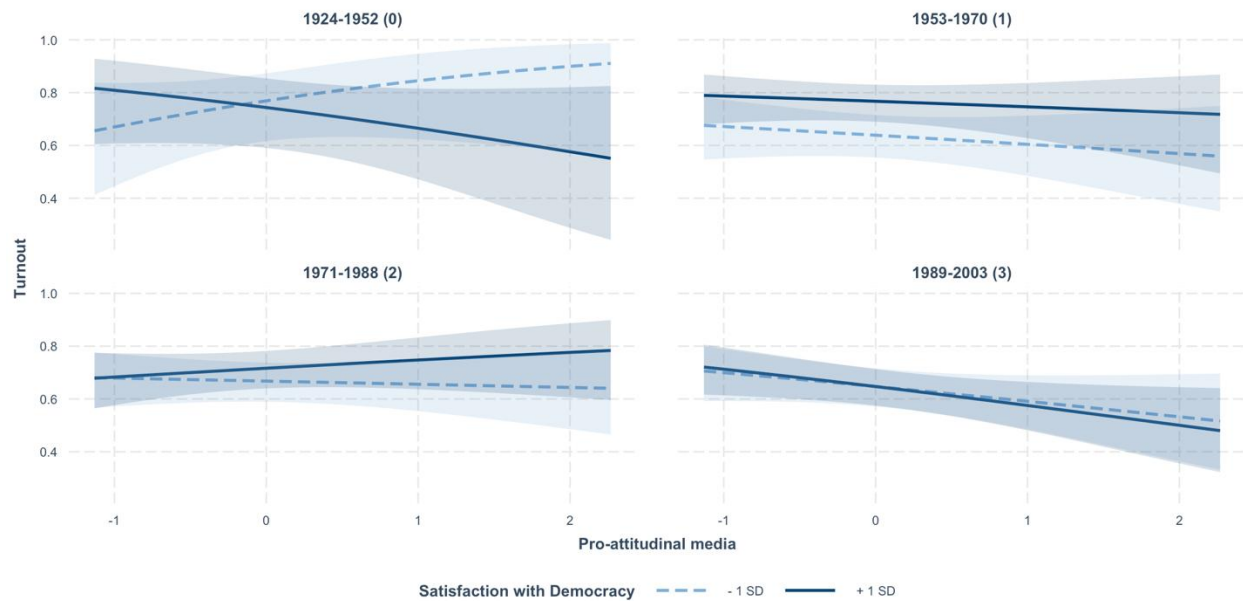 1924-1952 (0)
1953-1970 (1)
1.0
0.8
0.6
0.4
Turnout
1971-1988 (2)
1989-2003 (3)
1.0
0.8
0.6
0.4
-1 0 1 2
-1 0 1 2
Pro-attitudinal media
Satisfaction with Democracy - 1 SD + 1 SD